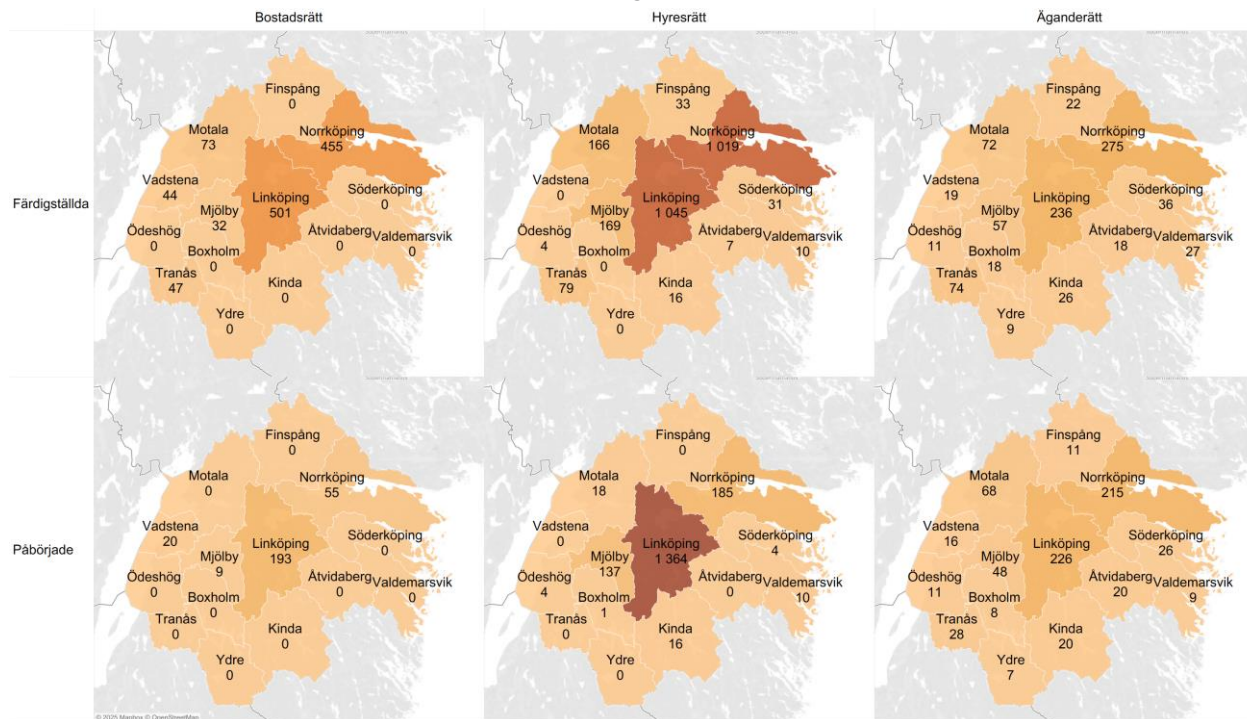 Bostadsrätt
Hyresrätt
Äganderätt
Färdigställda
Finspång
0
Motala
73
Norrköping
455
Vadstena
44
Linköping
501
Söderköping
0
Mjölby
32
Ödeshög
0
Boxholm
0
Åtvidaberg
0
Valdemarsvik
0
Tranås
47
Kinda
0
Ydre
0
Finspång
33
Motala
166
Norrköping
1 019
Vadstena
0
Linköping
1 045
Söderköping
31
Mjölby
169
Ödeshög
4
Boxholm
0
Åtvidaberg
7
Valdemarsvik
10
Tranås
79
Kinda
16
Ydre
0
Finspång
22
Motala
72
Norrköping
275
Vadstena
19
Linköping
236
Söderköping
36
Mjölby
57
Ödeshög
11
Boxholm
18
Åtvidaberg
18
Valdemarsvik
27
Tranås
74
Kinda
26
Ydre
9
Påbörjade
Finspång
0
Motala
0
Norrköping
55
Vadstena
20
Linköping
193
Söderköping
0
Mjölby
9
Ödeshög
0
Boxholm
0
Åtvidaberg
0
Valdemarsvik
0
Tranås
0
Kinda
0
Ydre
0
© 2025 Mapbox © OpenStreetMap
Finspång
0
Motala
18
Norrköping
185
Vadstena
0
Linköping
1 364
Söderköping
4
Mjölby
137
Ödeshög
4
Boxholm
1
Åtvidaberg
0
Valdemarsvik
10
Tranås
0
Kinda
16
Ydre
0
Finspång
11
Motala
68
Norrköping
215
Vadstena
16
Linköping
226
Söderköping
26
Mjölby
48
Ödeshög
11
Boxholm
8
Åtvidaberg
20
Valdemarsvik
9
Tranås
28
Kinda
20
Ydre
7